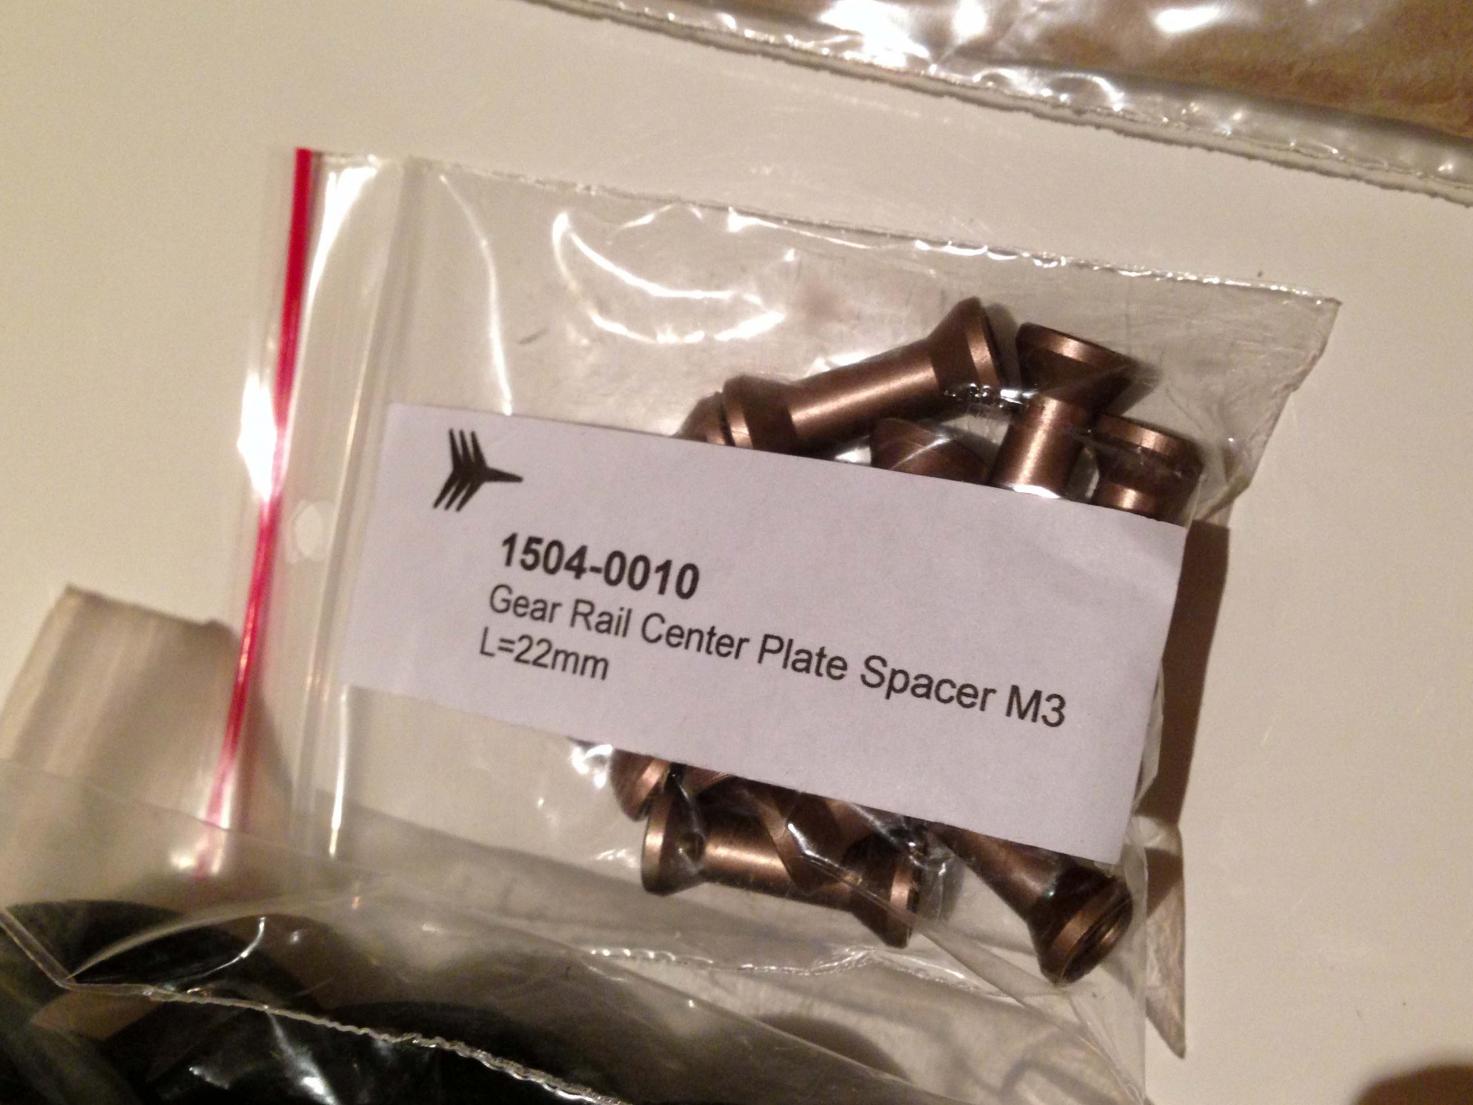 1504-0010
Gear Rail Center Plate Spacer M3
L=22mm